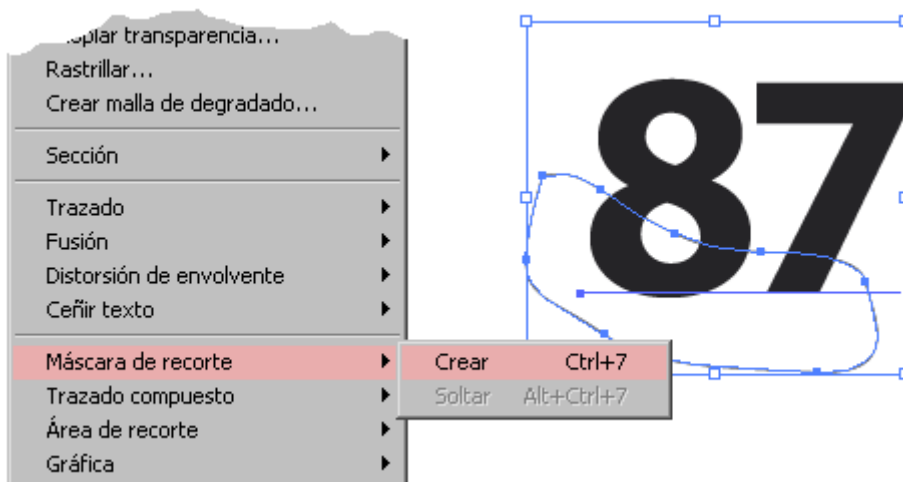 transparencia...
Rastrillar...
Crear malla de degradado...
Sección
Trazado
Fusión
Distorsión de envolvente
Ceñir texto
Máscara de recorte
Crear Ctrl+7
Trazado compuesto
Soltar Alt+Ctrl+7
Área de recorte
Gráfica
87